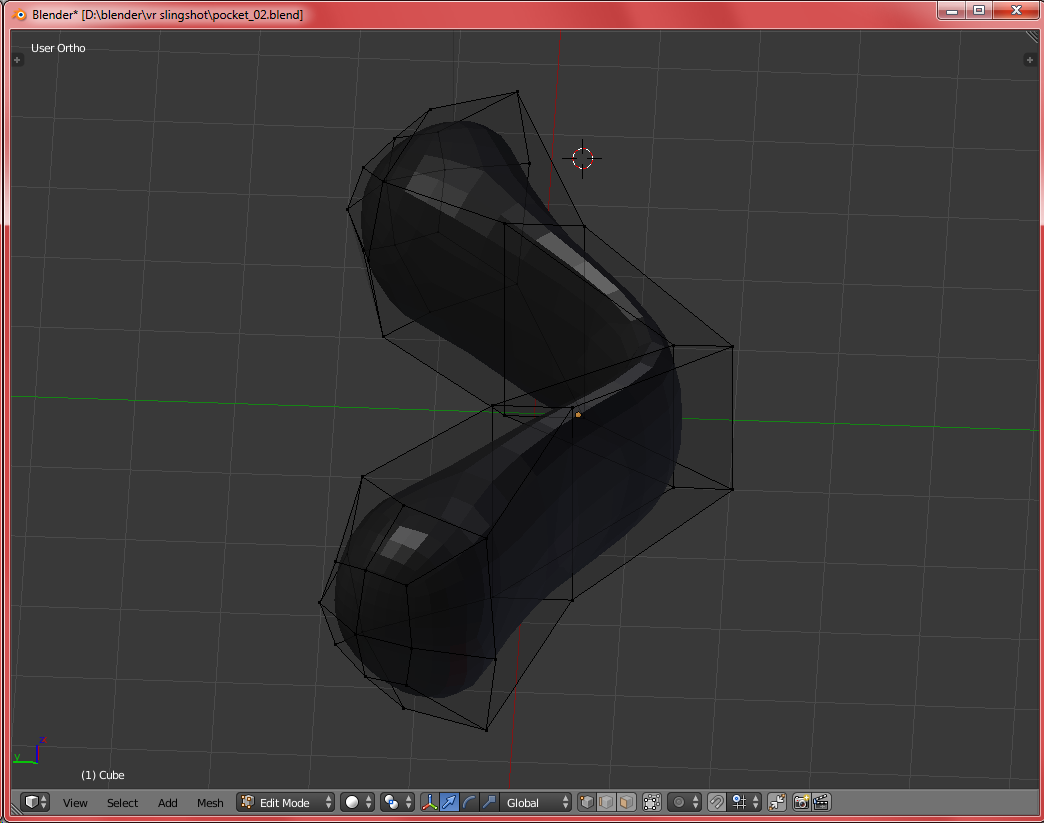 Blender* [D:\blender\vr slingshot\pocket_02.blend]
User Ortho
z
y
(1) Cube
View Select Add Mesh Edit Mode Global